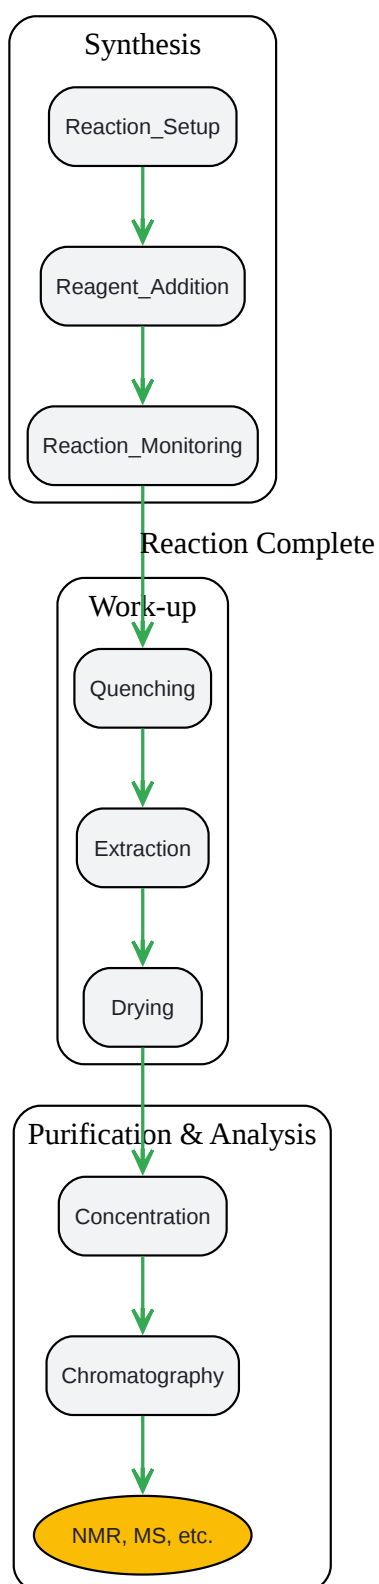 Synthesis
Reaction_Setup
Reagent_Addition
Reaction_Monitoring
Reaction Complete
Work-up
Quenching
Extraction
Drying
Purification & Analysis
Concentration
Chromatography
NMR, MS, etc.